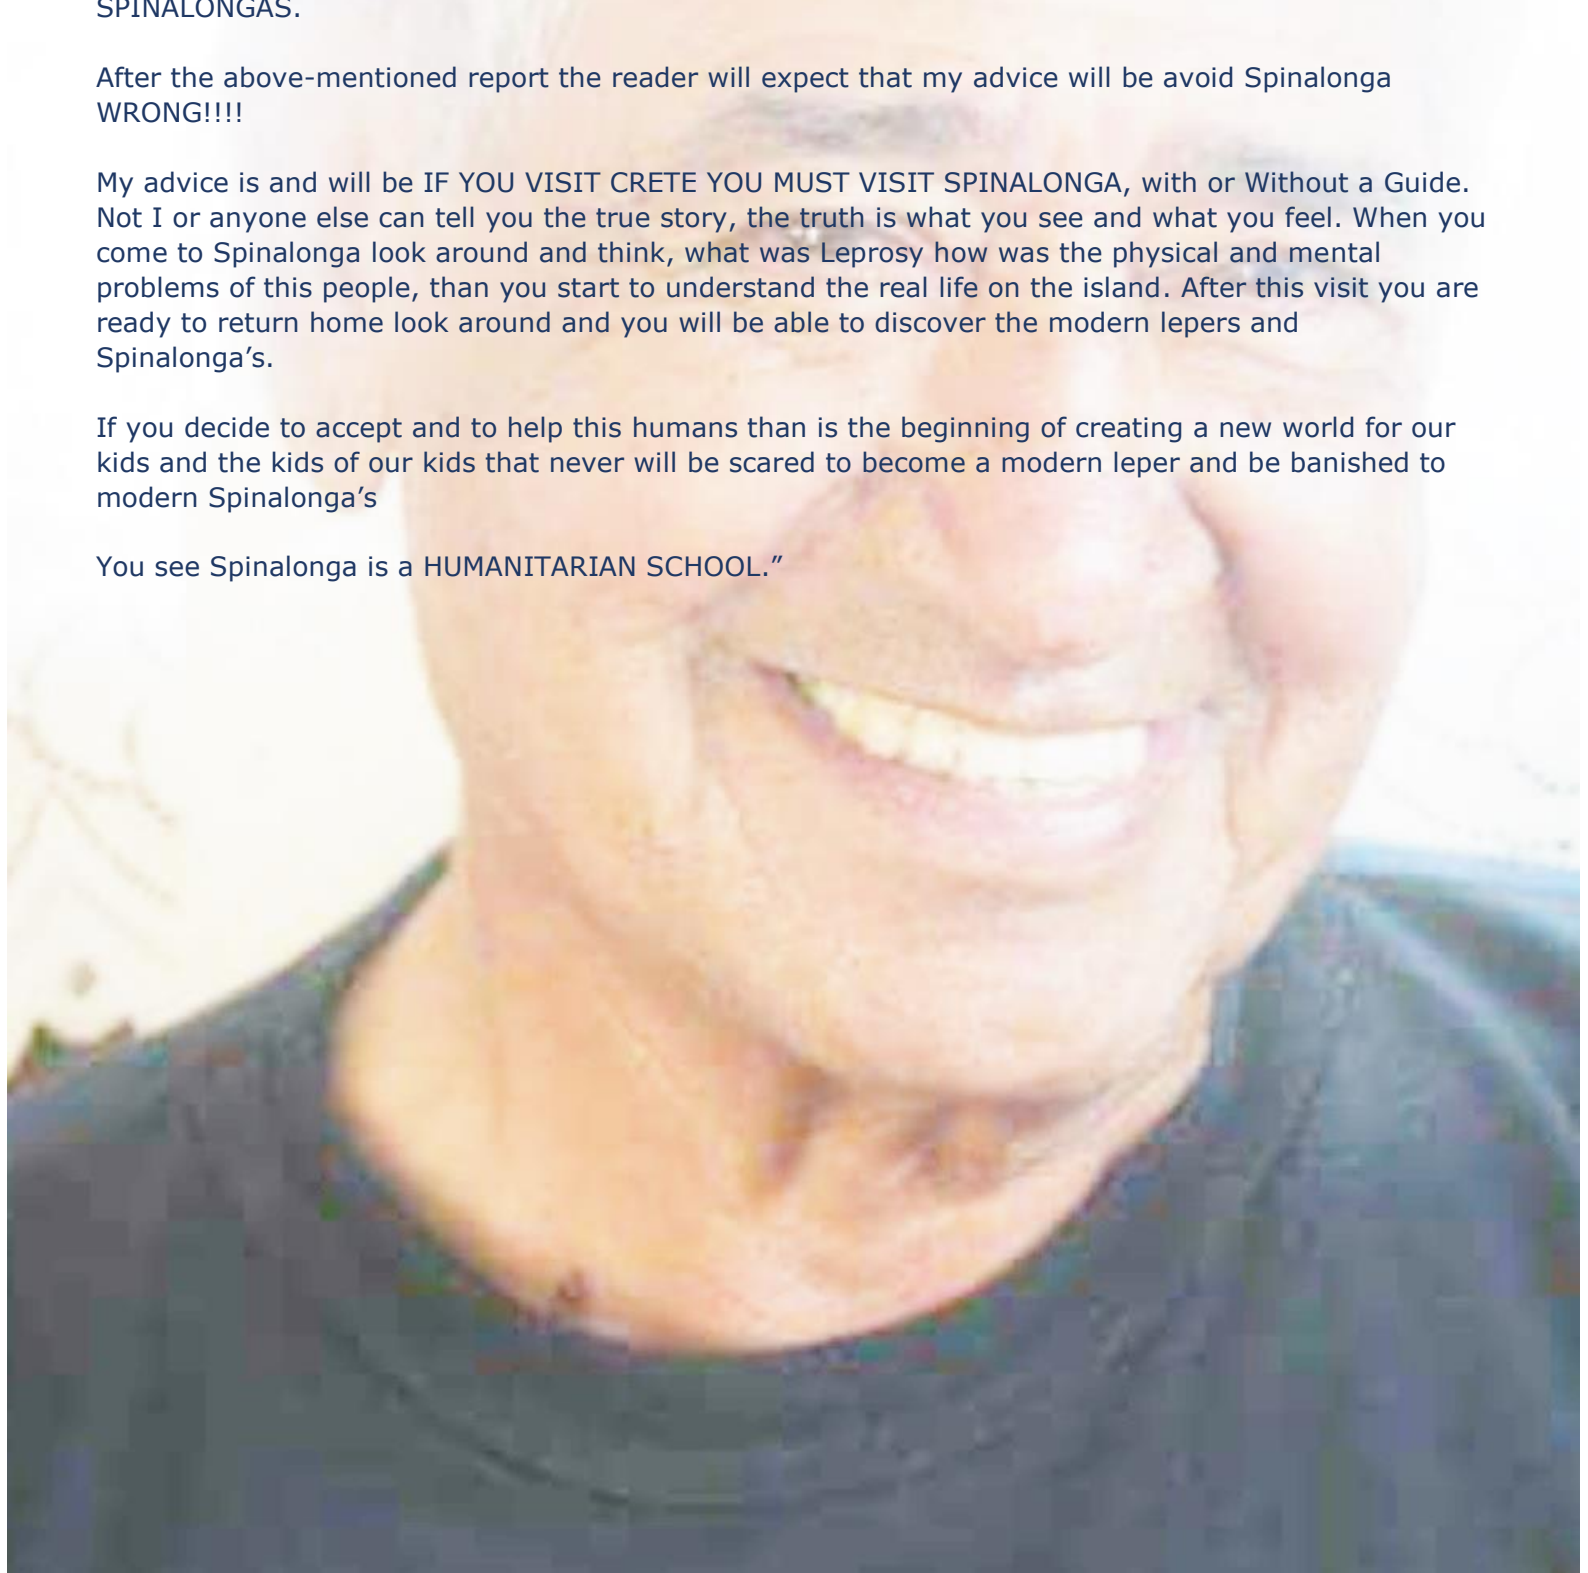 SPINALONGAS.
After the above-mentioned report the reader will expect that my advice will be avoid Spinalonga
WRONG!!!!
My advice is and will be IF YOU VISIT CRETE YOU MUST VISIT SPINALONGA, with or Without a Guide.
Not I or anyone else can tell you the true story, the truth is what you see and what you feel. When you
come to Spinalonga look around and think, what was Leprosy how was the physical and mental
problems of this people, than you start to understand the real life on the island. After this visit you are
ready to return home look around and you will be able to discover the modern lepers and
Spinalonga’s.
If you decide to accept and to help this humans than is the beginning of creating a new world for our
kids and the kids of our kids that never will be scared to become a modern leper and be banished to
modern Spinalonga’s
You see Spinalonga is a HUMANITARIAN SCHOOL.”